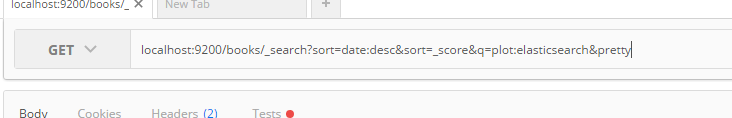 localhost:9200/books/_ ✕ New Tab +
GET localhost:9200/books/_search?sort=date:desc&sort=_score&q=plot:elasticsearch&pretty
Body Cookies Headers (2) Tests